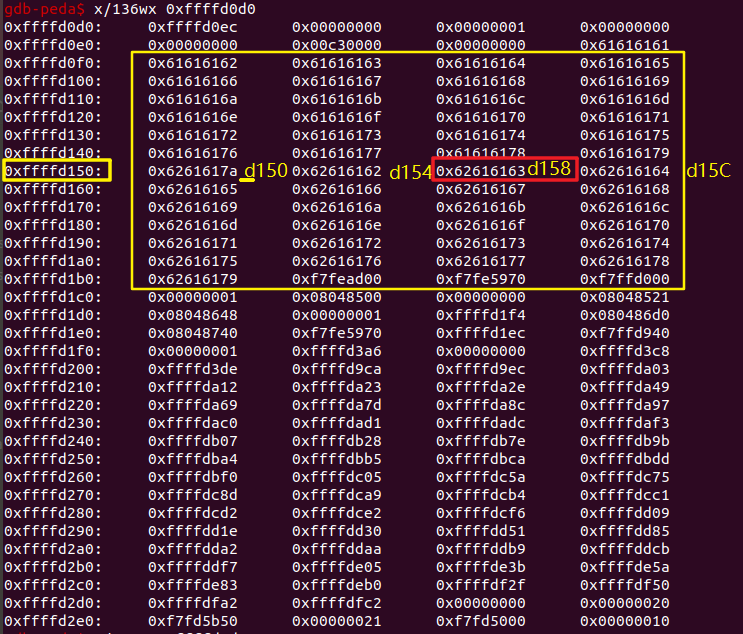 gdb-peda$ x/136wx 0xffffd0d0
0xffffd0d0: 0xffffd0ec 0x00000000 0x00000001 0x00000000
0xffffd0e0: 0x00000000 0x00c30000 0x00000000 0x61616161
0xffffd0f0: 0x61616162 0x61616163 0x61616164 0x61616165
0xffffd100: 0x61616166 0x61616167 0x61616168 0x61616169
0xffffd110: 0x6161616a 0x6161616b 0x6161616c 0x6161616d
0xffffd120: 0x6161616e 0x6161616f 0x61616170 0x61616171
0xffffd130: 0x61616172 0x61616173 0x61616174 0x61616175
0xffffd140: 0x61616176 0x61616177 0x61616178 0x61616179
0xffffd150: 0x6261617a d150 0x62616162 d154 0x62616163 d158 0x62616164 d15C
0xffffd160: 0x62616165 0x62616166 0x62616167 0x62616168
0xffffd170: 0x62616169 0x6261616a 0x6261616b 0x6261616c
0xffffd180: 0x6261616d 0x6261616e 0x6261616f 0x62616170
0xffffd190: 0x62616171 0x62616172 0x62616173 0x62616174
0xffffd1a0: 0x62616175 0x62616176 0x62616177 0x62616178
0xffffd1b0: 0x62616179 0xf7fead00 0xf7fe5970 0xf7ffd000
0xffffd1c0: 0x00000001 0x08048500 0x00000000 0x08048521
0xffffd1d0: 0x08048648 0x00000001 0xffffd1f4 0x080486d0
0xffffd1e0: 0x08048740 0xf7fe5970 0xffffd1ec 0xf7ffd940
0xffffd1f0: 0x00000001 0xffffd3a6 0x00000000 0xffffd3c8
0xffffd200: 0xffffd3de 0xffffd9ca 0xffffd9ec 0xffffda03
0xffffd210: 0xffffda12 0xffffda23 0xffffda2e 0xffffda49
0xffffd220: 0xffffda69 0xffffda7d 0xffffda8c 0xffffda97
0xffffd230: 0xffffdac0 0xffffdad1 0xffffdadc 0xffffdaf3
0xffffd240: 0xffffdb07 0xffffdb28 0xffffdb7e 0xffffdb9b
0xffffd250: 0xffffdba4 0xffffdbb5 0xffffdbca 0xffffdbdd
0xffffd260: 0xffffdbf0 0xffffdc05 0xffffdc5a 0xffffdc75
0xffffd270: 0xffffdc8d 0xffffdca9 0xffffdcb4 0xffffdcc1
0xffffd280: 0xffffdcd2 0xffffdce2 0xffffdcf6 0xffffdd09
0xffffd290: 0xffffdd1e 0xffffdd30 0xffffdd51 0xffffdd85
0xffffd2a0: 0xffffdda2 0xffffddaa 0xffffddb9 0xffffddcb
0xffffd2b0: 0xffffddf7 0xffffde05 0xffffde3b 0xffffde5a
0xffffd2c0: 0xffffde83 0xffffdeb0 0xffffdf2f 0xffffdf50
0xffffd2d0: 0xffffdfa2 0xffffdfc2 0x00000000 0x00000020
0xffffd2e0: 0xf7fd5b50 0x00000021 0xf7fd5000 0x00000010